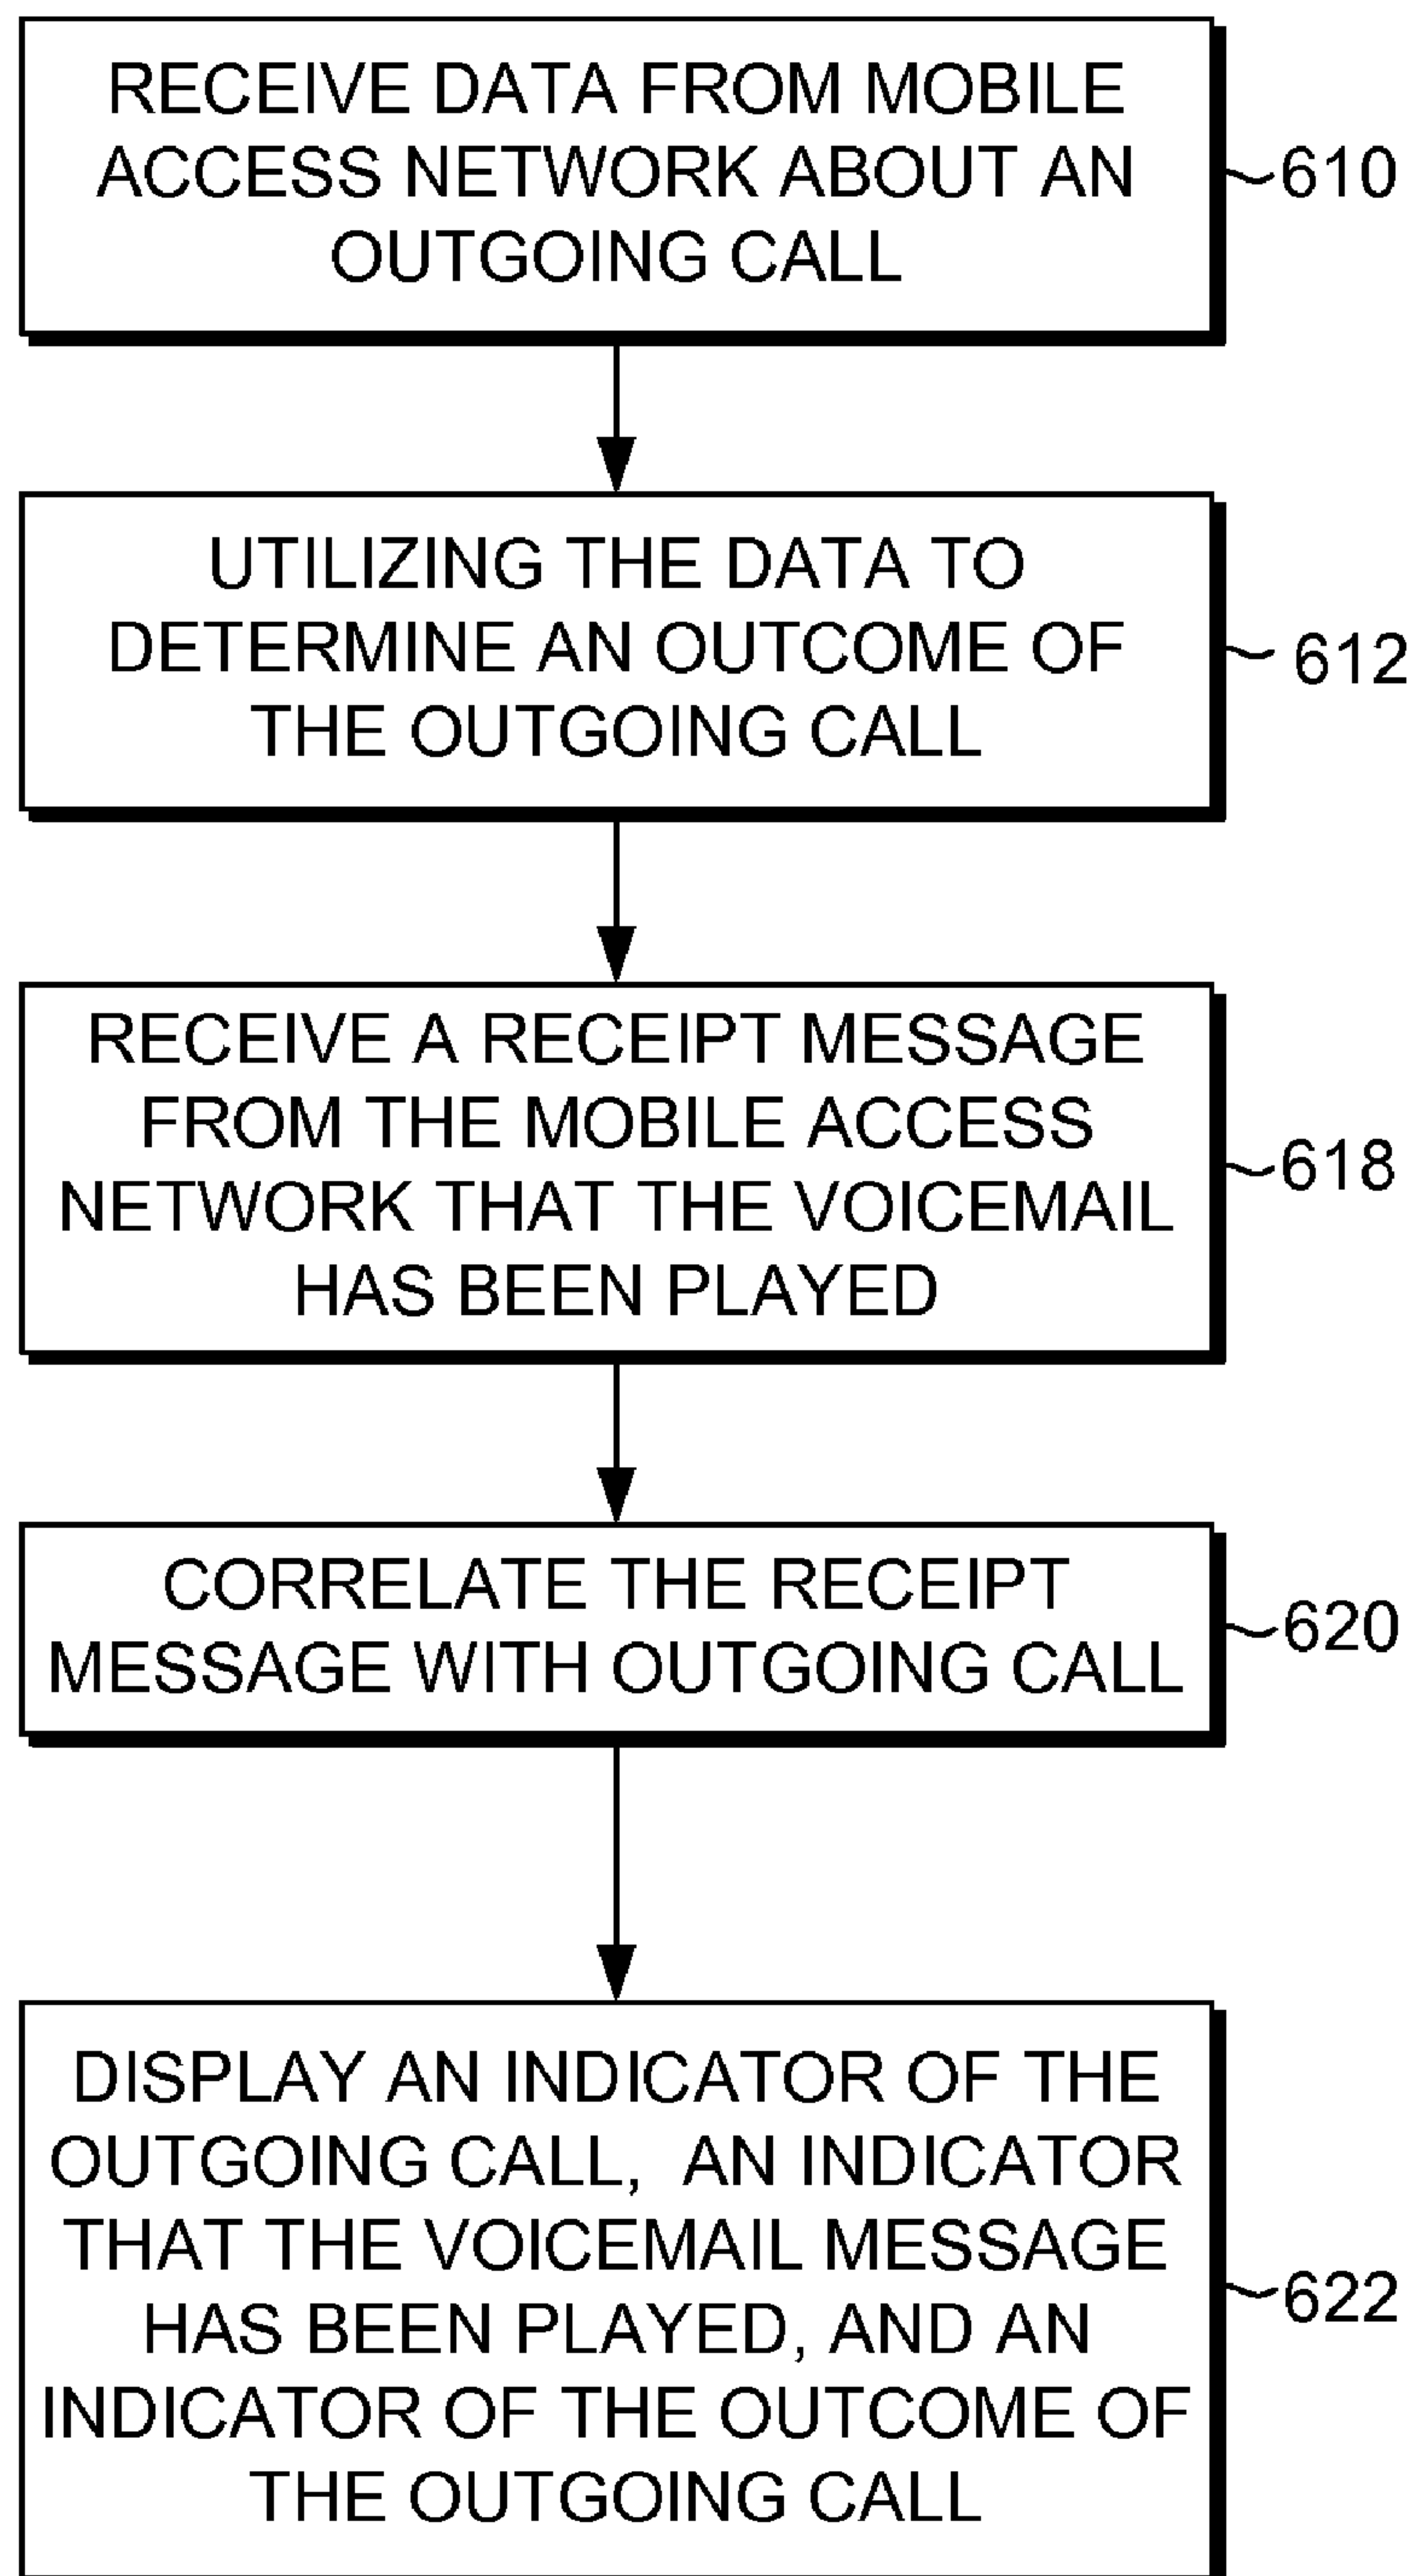 RECEIVE DATA FROM MOBILE
ACCESS NETWORK ABOUT AN
OUTGOING CALL
610
UTILIZING THE DATA TO
DETERMINE AN OUTCOME OF
THE OUTGOING CALL
612
RECEIVE A RECEIPT MESSAGE
FROM THE MOBILE ACCESS
NETWORK THAT THE VOICEMAIL
HAS BEEN PLAYED
618
CORRELATE THE RECEIPT
MESSAGE WITH OUTGOING CALL
620
DISPLAY AN INDICATOR OF THE
OUTGOING CALL, AN INDICATOR
THAT THE VOICEMAIL MESSAGE
HAS BEEN PLAYED, AND AN
INDICATOR OF THE OUTCOME OF
THE OUTGOING CALL
622